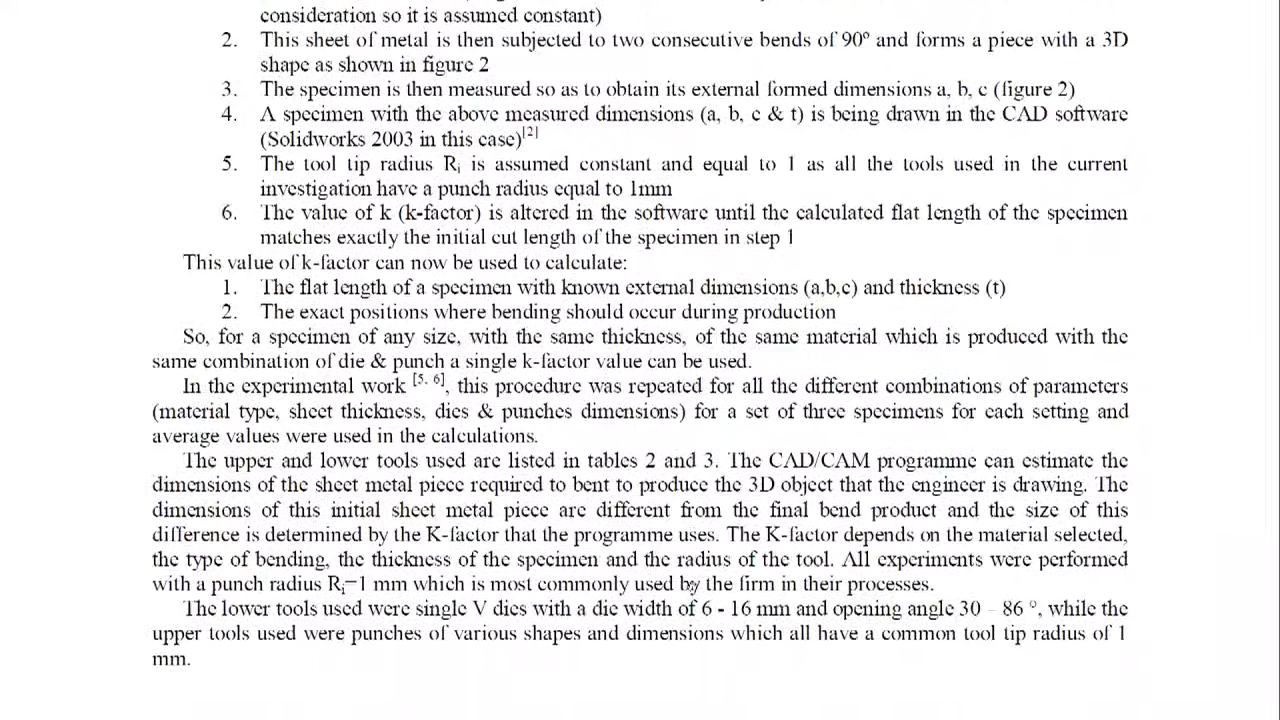 consideration so it is assumed constant)
2. This sheet of metal is then subjected to two consecutive bends of 90° and forms a piece with a 3D
shape as shown in figure 2
3. The specimen is then measured so as to obtain its external formed dimensions a, b, c (figure 2)
4. A specimen with the above measured dimensions (a, b, c & t) is being drawn in the CAD software
(Solidworks 2003 in this case)[2]
5. The tool tip radius Ri is assumed constant and equal to 1 as all the tools used in the current
investigation have a punch radius equal to 1mm
6. The value of k (k-factor) is altered in the software until the calculated flat length of the specimen
matches exactly the initial cut length of the specimen in step 1
This value of k-factor can now be used to calculate:
1. The flat length of a specimen with known external dimensions (a,b,c) and thickness (t)
2. The exact positions where bending should occur during production
So, for a specimen of any size, with the same thickness, of the same material which is produced with the
same combination of die & punch a single k-factor value can be used.
In the experimental work [5, 6], this procedure was repeated for all the different combinations of parameters
(material type, sheet thickness, dies & punches dimensions) for a set of three specimens for each setting and
average values were used in the calculations.
The upper and lower tools used are listed in tables 2 and 3. The CAD/CAM programme can estimate the
dimensions of the sheet metal piece required to bent to produce the 3D object that the engineer is drawing. The
dimensions of this initial sheet metal piece are different from the final bend product and the size of this
difference is determined by the K-factor that the programme uses. The K-factor depends on the material selected,
the type of bending, the thickness of the specimen and the radius of the tool. All experiments were performed
with a punch radius Ri=1 mm which is most commonly used by the firm in their processes.
The lower tools used were single V dies with a die width of 6 - 16 mm and opening angle 30 – 86 °, while the
upper tools used were punches of various shapes and dimensions which all have a common tool tip radius of 1
mm.